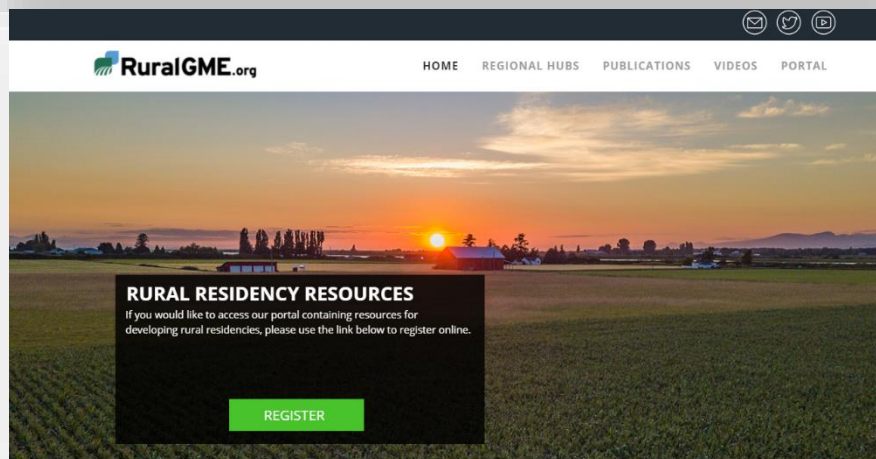 RuralGME.org
HOME REGIONAL HUBS PUBLICATIONS VIDEOS PORTAL
RURAL RESIDENCY RESOURCES
If you would like to access our portal containing resources for
developing rural residencies, please use the link below to register online.
REGISTER